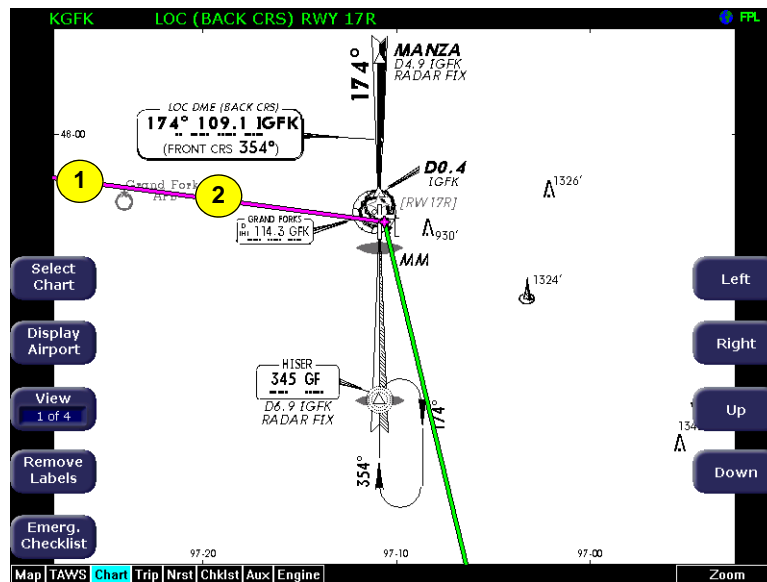 KGFK LOC (BACK CRS) RWY 17R FPL
MANZA
D4.9 IGFK
RADAR FIX
174°
LOC DME (BACK CRS)
174° 109.1 IGFK
(FRONT CRS 354°)
48-00
D0.4
IGFK
1326'
1
2
Grand Forks
AFB
[RW17R]
GRAND FORKS
D
(H) 114.3 GFK
930'
MM
Select
Chart
1324'
Left
Display
Airport
Right
HISER
345 GF
D6.9 IGFK
RADAR FIX
View
1 of 4
Up
174°
354°
Remove
Labels
Down
Emerg.
Checklist
97-20
97-10
97-00
Map TAWS Chart Trip Nrst Chklst Aux Engine Zoom